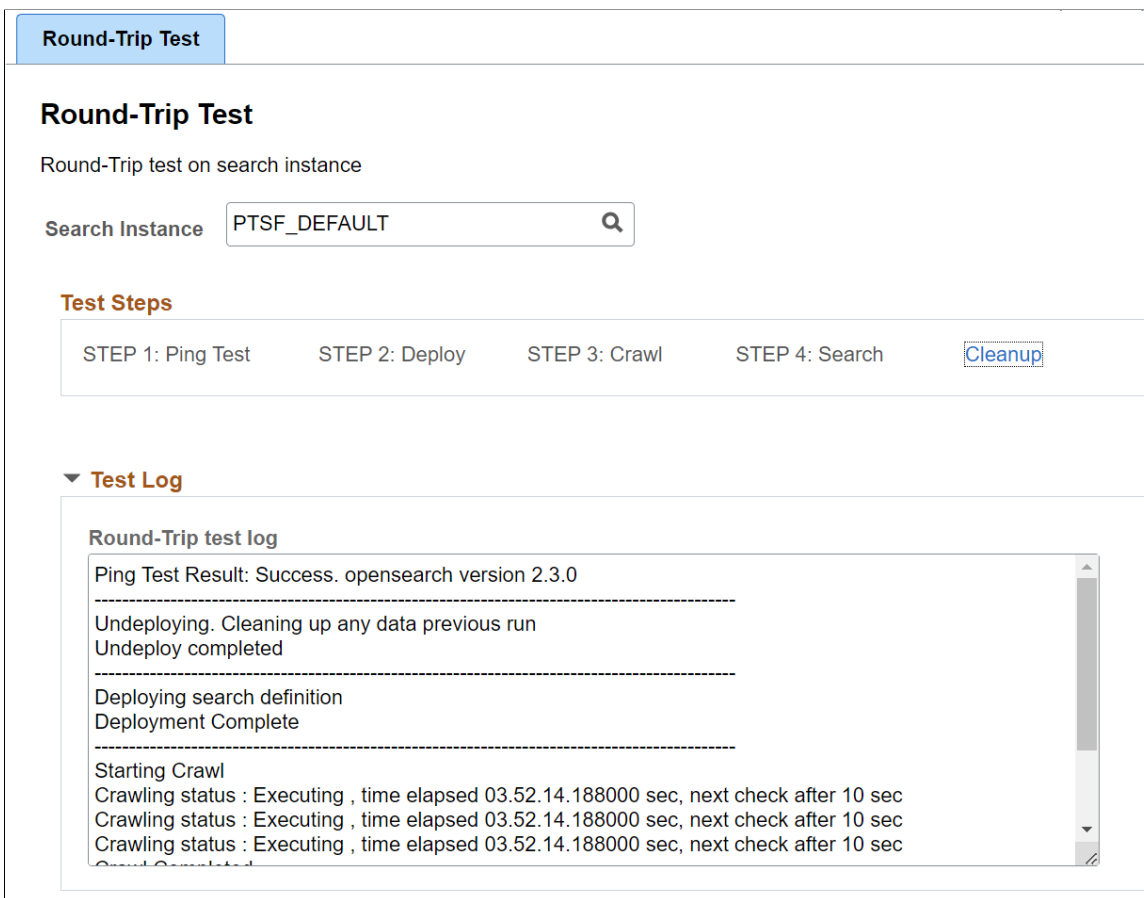 Round-Trip Test
Round-Trip Test
Round-Trip test on search instance
Search Instance PTSF_DEFAULT
Test Steps
STEP 1: Ping Test STEP 2: Deploy STEP 3: Crawl STEP 4: Search Cleanup
Test Log
Round-Trip test log
Ping Test Result: Success. opensearch version 2.3.0
---------------------------------------------------------------------------------------------
Undeploying. Cleaning up any data previous run
Undeploy completed
---------------------------------------------------------------------------------------------
Deploying search definition
Deployment Complete
---------------------------------------------------------------------------------------------
Starting Crawl
Crawling status : Executing , time elapsed 03.52.14.188000 sec, next check after 10 sec
Crawling status : Executing , time elapsed 03.52.14.188000 sec, next check after 10 sec
Crawling status : Executing , time elapsed 03.52.14.188000 sec, next check after 10 sec
Crawl Completed